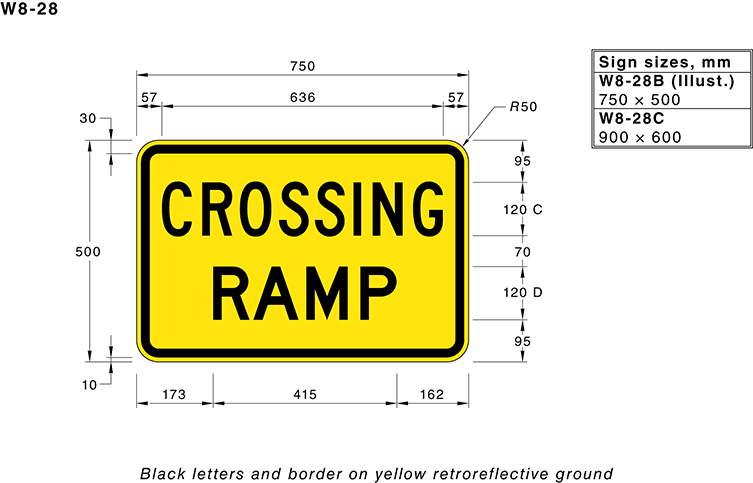 W8-28
750
57 636 57
R50
30
500
10
CROSSING
RAMP
95
120 C
70
120 D
95
173 415 162
Sign sizes, mm
W8-28B (Illust.)
750 × 500
W8-28C
900 × 600
Black letters and border on yellow retroreflective ground